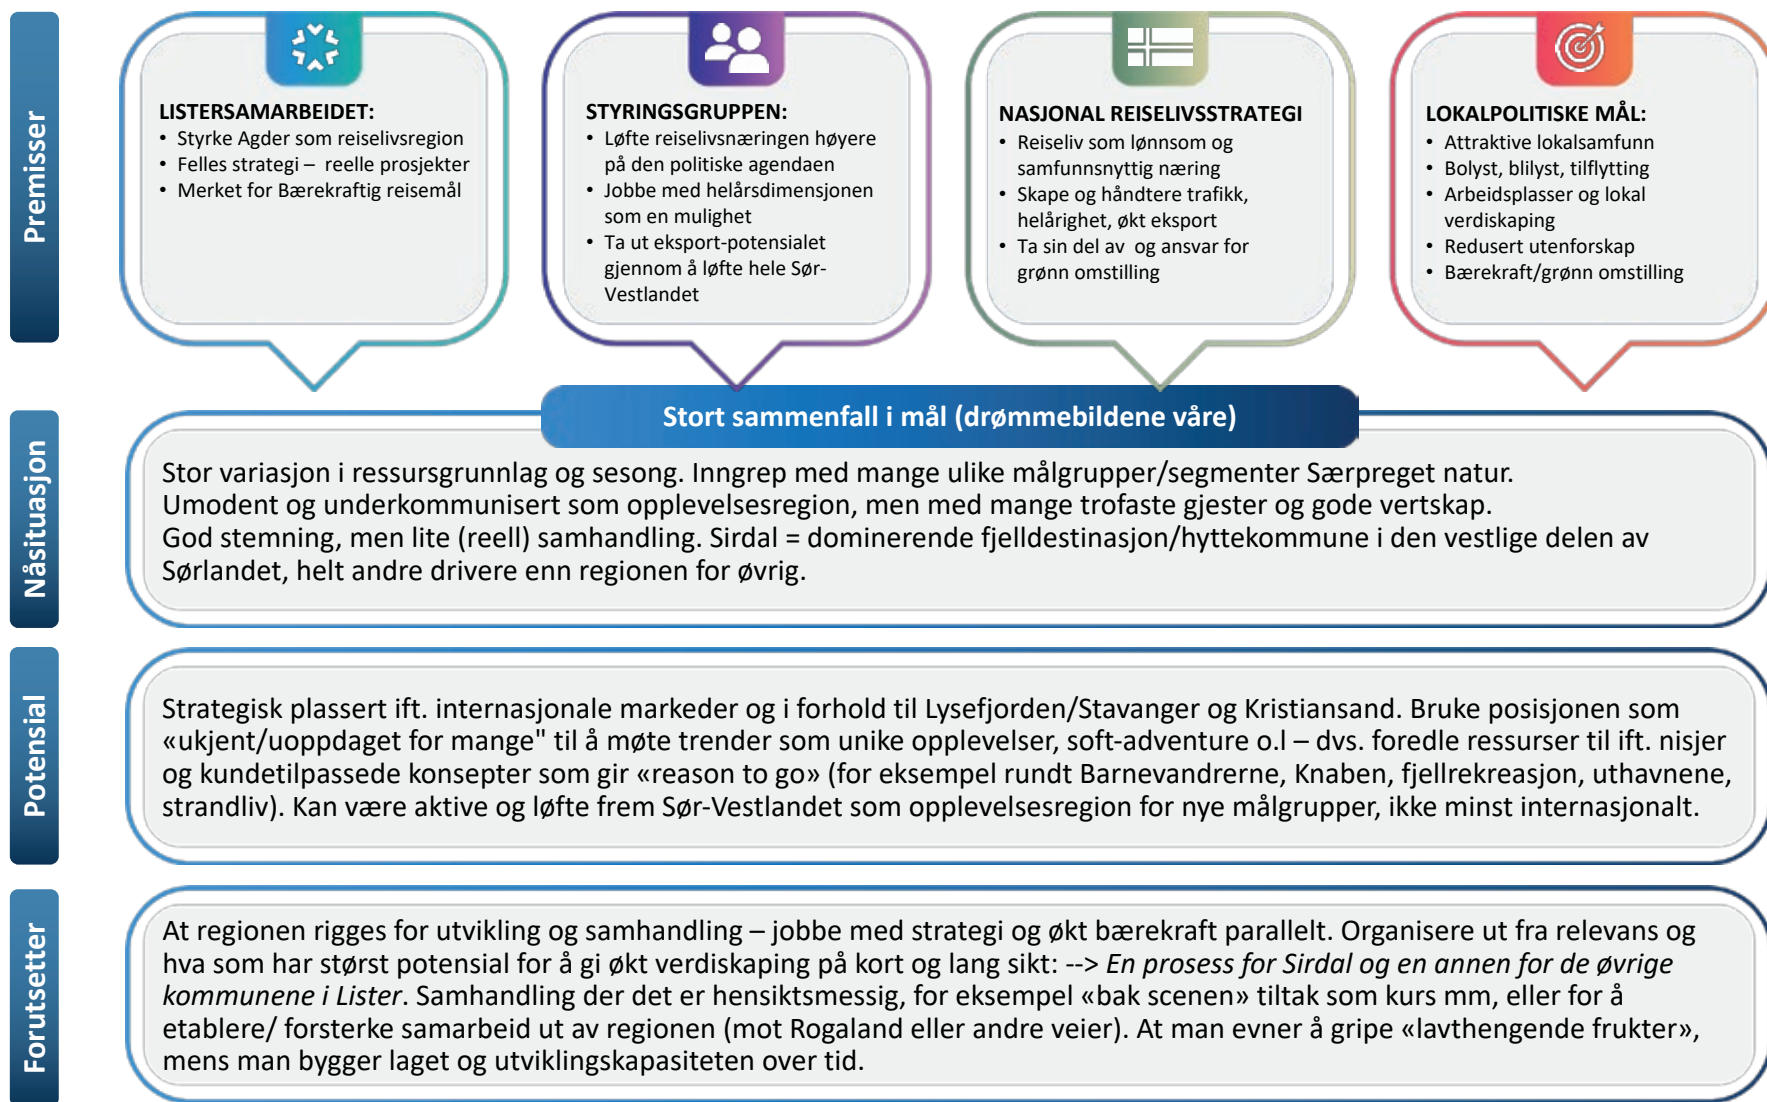 Premisser
LISTERSAMARBEIDET:
• Styrke Agder som reiselivsregion
• Felles strategi – reelle prosjekter
• Merket for Bærekraftig reisemål
STYRINGSGRUPPEN:
• Løfte reiselivsnæringen høyere
på den politiske agendaen
• Jobbe med helårsdimensjonen
som en mulighet
• Ta ut eksport-potensialet
gjennom å løfte hele Sør-
Vestlandet
NASJONAL REISELIVSSTRATEGI
• Reiseliv som lønnsom og
samfunnsnyttig næring
• Skape og håndtere trafikk,
helårighet, økt eksport
• Ta sin del av og ansvar for
grønn omstilling
LOKALPOLITISKE MÅL:
• Attraktive lokalsamfunn
• Bolyst, blilyst, tilflytting
• Arbeidsplasser og lokal
verdiskaping
• Redusert utenforskap
• Bærekraft/grønn omstilling
Stort sammenfall i mål (drømmebildene våre)
Nåsituasjon
Stor variasjon i ressursgrunnlag og sesong. Inngrep med mange ulike målgrupper/segmenter Særpreget natur.
Umodent og underkommunisert som opplevelsesregion, men med mange trofaste gjester og gode vertskap.
God stemning, men lite (reell) samhandling. Sirdal = dominerende fjelldestinasjon/hyttekommune i den vestlige delen av
Sørlandet, helt andre drivere enn regionen for øvrig.
Potensial
Strategisk plassert ift. internasjonale markeder og i forhold til Lysefjorden/Stavanger og Kristiansand. Bruke posisjonen som
«ukjent/uoppdaget for mange" til å møte trender som unike opplevelser, soft-adventure o.l – dvs. foredle ressurser til ift. nisjer
og kundetilpassede konsepter som gir «reason to go» (for eksempel rundt Barnevandrerne, Knaben, fjellrekreasjon, uthavnene,
strandliv). Kan være aktive og løfte frem Sør-Vestlandet som opplevelsesregion for nye målgrupper, ikke minst internasjonalt.
Forutsetter
At regionen rigges for utvikling og samhandling – jobbe med strategi og økt bærekraft parallelt. Organisere ut fra relevans og
hva som har størst potensial for å gi økt verdiskaping på kort og lang sikt: --> En prosess for Sirdal og en annen for de øvrige
kommunene i Lister. Samhandling der det er hensiktsmessig, for eksempel «bak scenen» tiltak som kurs mm, eller for å
etablere/ forsterke samarbeid ut av regionen (mot Rogaland eller andre veier). At man evner å gripe «lavthengende frukter»,
mens man bygger laget og utviklingskapasiteten over tid.